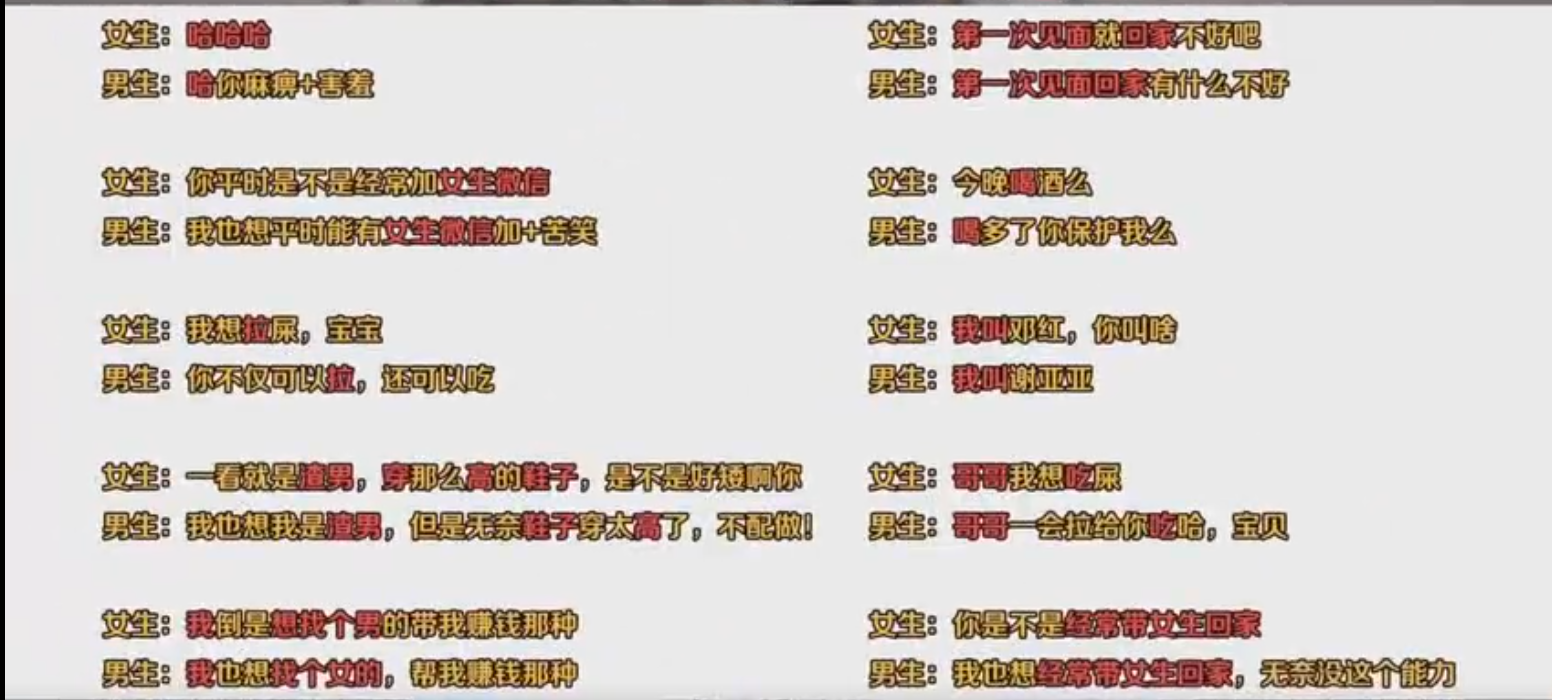 女生：哈哈哈
男生：哈你麻痹+害羞
女生：你平时是不是经常加女生微信
男生：我也想平时能有女生微信加+苦笑
女生：我想拉屎，宝宝
男生：你不仅可以拉，还可以吃
女生：一看就是渣男，穿那么高的鞋子，是不是好矮啊你
男生：我也想我是渣男，但是无奈鞋子穿太高了，不配做！
女生：我倒是想找个男的带我赚钱那种
男生：我也想找个女的，帮我赚钱那种
女生：第一次见面就回家不好吧
男生：第一次见面回家有什么不好
女生：今晚喝酒么
男生：喝多了你保护我么
女生：我叫邓红，你叫啥
男生：我叫谢亚亚
女生：哥哥我想吃屎
男生：哥哥一会拉给你吃哈，宝贝
女生：你是不是经常带女生回家
男生：我也想经常带女生回家，无奈没这个能力